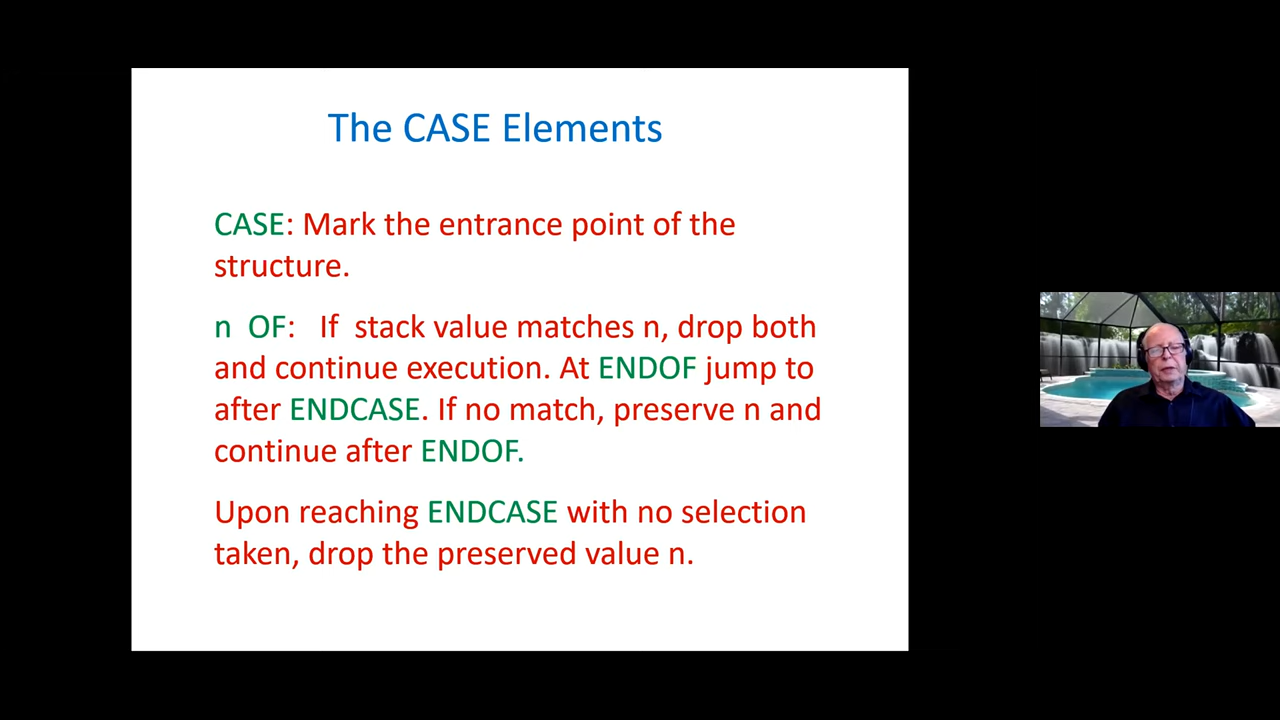 The CASE Elements
CASE: Mark the entrance point of the
structure.
n OF: If stack value matches n, drop both
and continue execution. At ENDOF jump to
after ENDCASE. If no match, preserve n and
continue after ENDOF.
Upon reaching ENDCASE with no selection
taken, drop the preserved value n.